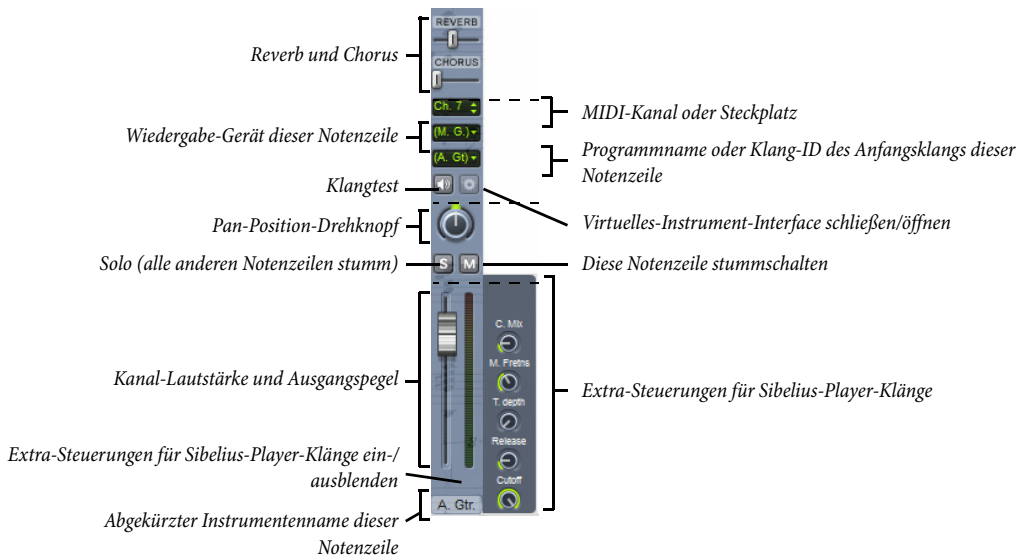 REVERB
Reverb und Chorus
CHORUS
Ch. 7
MIDI-Kanal oder Steckplatz
Wiedergabe-Gerät dieser Notenzeile
(M. G.)
(A. Gt)
Programmname oder Klang-ID des Anfangsklangs dieser
Notenzeile
Klangtest
Virtuelles-Instrument-Interface schließen/öffnen
Pan-Position-Drehknopf
Solo (alle anderen Notenzeilen stumm)
S M
Diese Notenzeile stummschalten
C. Mix
M. Fretns
Kanal-Lautstärke und Ausgangspegel
Extra-Steuerungen für Sibelius-Player-Klänge
T. depth
Release
Extra-Steuerungen für Sibelius-Player-Klänge ein-/
ausblenden
Cutoff
A. Gtr.
Abgekürzter Instrumentenname dieser
Notenzeile